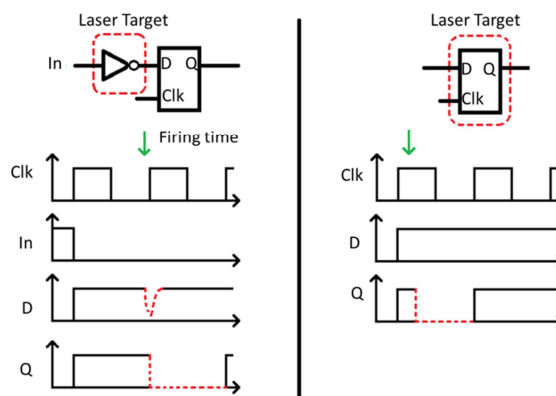 Laser Target
In
D
Q
Clk
Firing time
Clk
In
D
Q
Laser Target
D
Q
Clk
Clk
D
Q